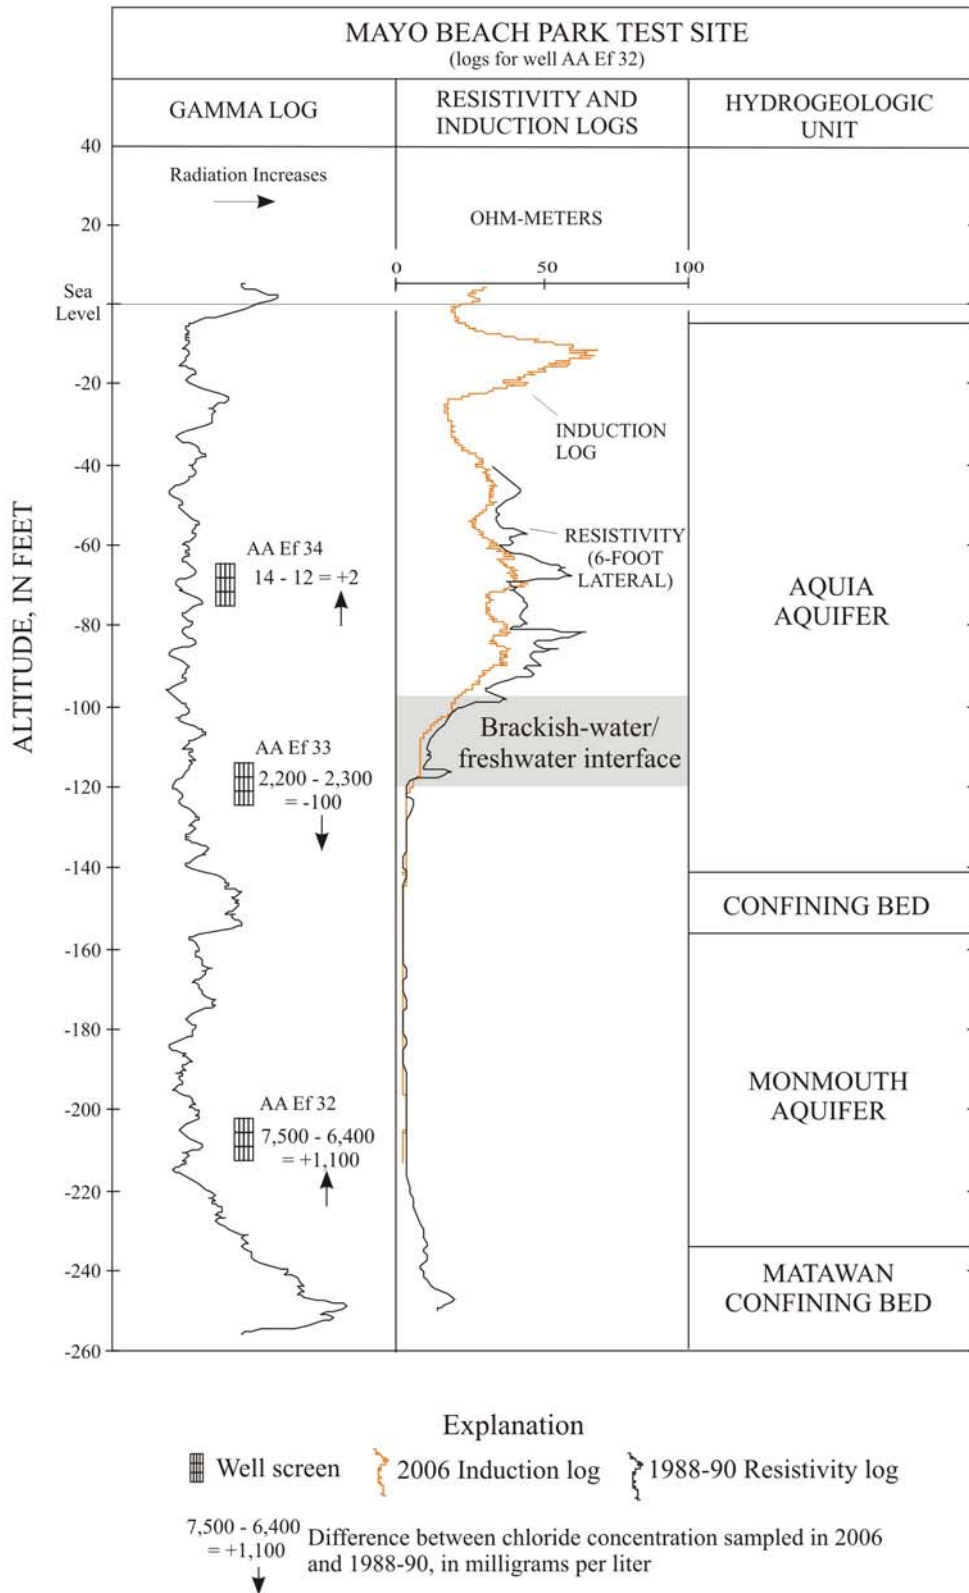 MAYO BEACH PARK TEST SITE
(logs for well AA Ef 32)
GAMMA LOG
RESISTIVITY AND
INDUCTION LOGS
HYDROGEOLOGIC
UNIT
40
Radiation Increases
20
OHM-METERS
0
50
100
Sea
Level
-20
INDUCTION
LOG
-40
RESISTIVITY
(6-FOOT
LATERAL)
AA Ef 34
14 - 12 = +2
-60
AQUIA
AQUIFER
ALTITUDE, IN FEET
-80
-100
Brackish-water/
freshwater interface
AA Ef 33
2,200 - 2,300
= -100
-120
-140
CONFINING BED
-160
-180
MONMOUTH
AQUIFER
-200
AA Ef 32
7,500 - 6,400
= +1,100
-220
-240
MATAWAN
CONFINING BED
-260
Explanation
Well screen
2006 Induction log
1988-90 Resistivity log
7,500 - 6,400
= +1,100
Difference between chloride concentration sampled in 2006
and 1988-90, in milligrams per liter